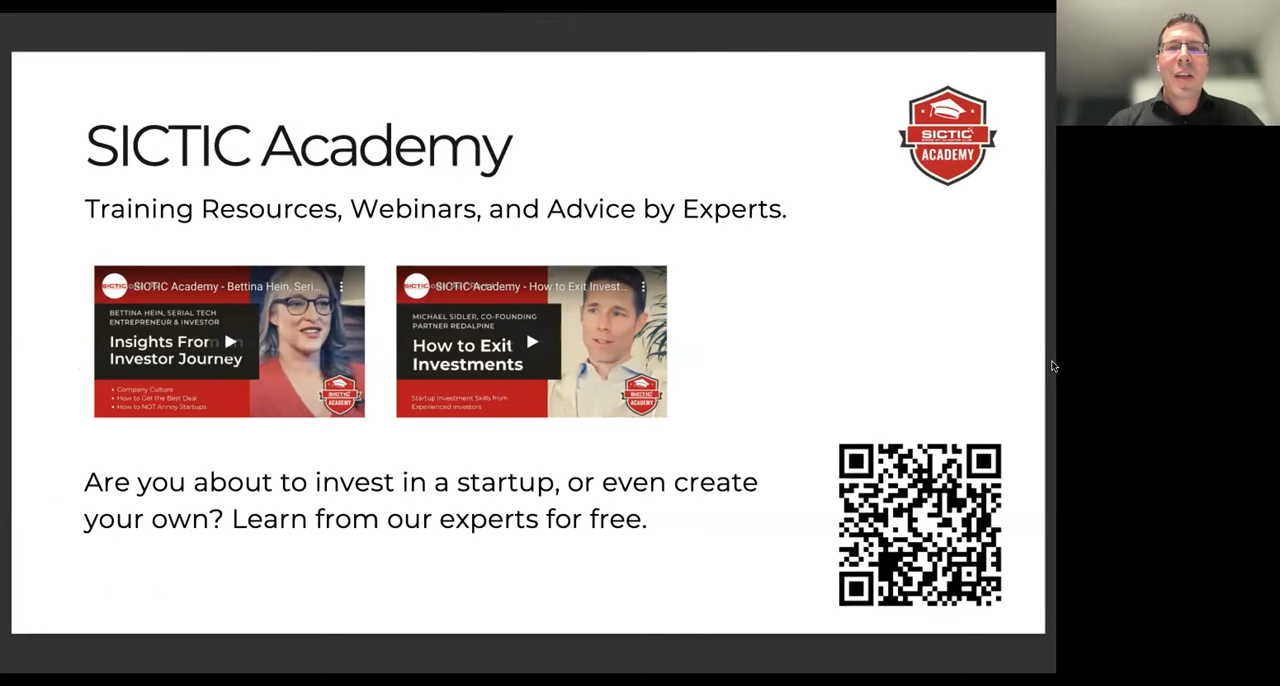 SICTIC Academy
SICTIC
ACADEMY
Training Resources, Webinars, and Advice by Experts.
SICTIC
SICTIC Academy - Bettina Hein, Seri...
BETTINA HEIN, SERIAL TECH
ENTREPRENEUR & INVESTOR
Insights From
Investor Journey
• Company Culture
• How to Get the Best Deal
• How to NOT Annoy Startups
ACADEMY
SICTIC
SICTIC Academy - How to Exit Invest...
MICHAEL SIDLER, CO-FOUNDING
PARTNER REDALPINE
How to Exit
Investments
Startup Investment Skills from
Experienced Investors
ACADEMY
Are you about to invest in a startup, or even create
your own? Learn from our experts for free.